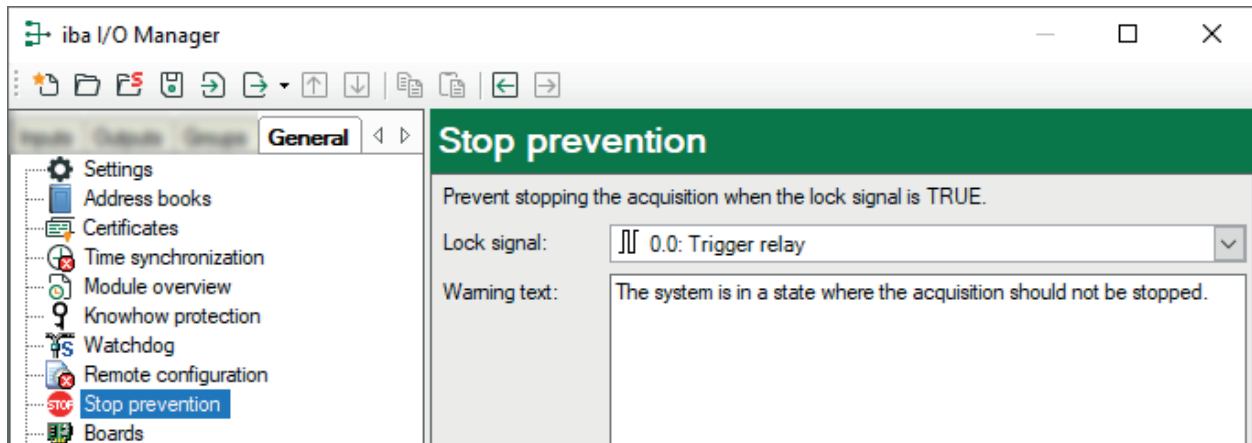 iba I/O Manager
General
Stop prevention
Settings
Address books
Certificates
Time synchronization
Module overview
Knowhow protection
Watchdog
Remote configuration
STOP Stop prevention
Boards
Prevent stopping the acquisition when the lock signal is TRUE.
Lock signal: 0.0: Trigger relay
Warning text: The system is in a state where the acquisition should not be stopped.